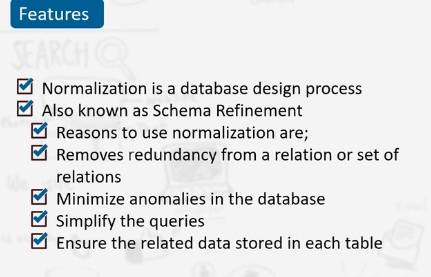 Features
SEARCH
Normalization is a database design process
Also known as Schema Refinement
Reasons to use normalization are;
Removes redundancy from a relation or set of
relations
Minimize anomalies in the database
Simplify the queries
Ensure the related data stored in each table